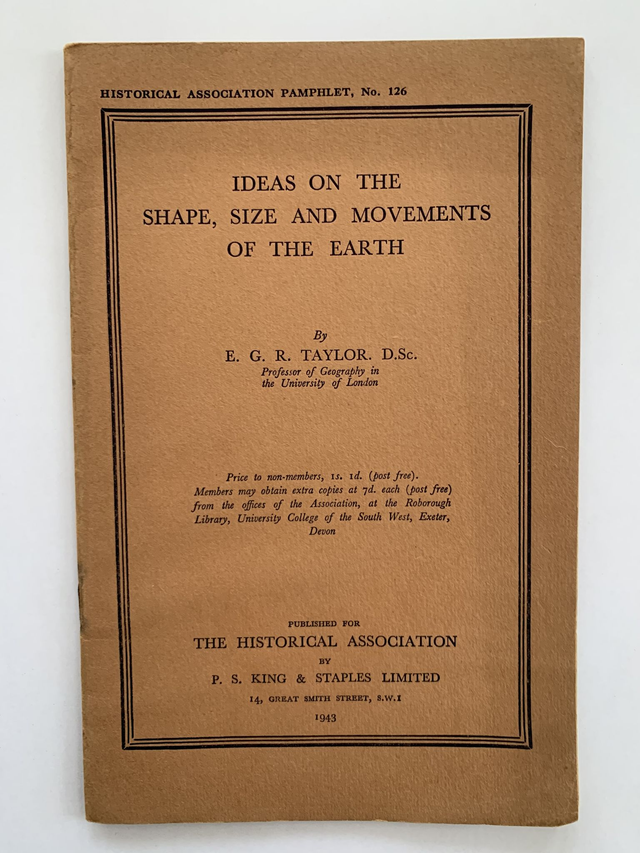 HISTORICAL ASSOCIATION PAMPHLET, No. 126
IDEAS ON THE
SHAPE, SIZE AND MOVEMENTS
OF THE EARTH
By
E. G. R. TAYLOR. D.Sc.
Professor of Geography in
the University of London
Price to non-members, 1s. 1d. (post free).
Members may obtain extra copies at 7d. each (post free)
from the offices of the Association, at the Roborough
Library, University College of the South West, Exeter,
Devon
PUBLISHED FOR
THE HISTORICAL ASSOCIATION
BY
P. S. KING & STAPLES LIMITED
14, GREAT SMITH STREET, S.W.1
1943